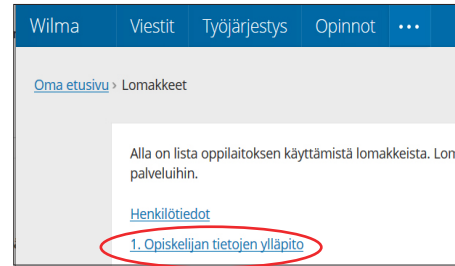 Wilma Viestit Työjärjestys Opinnot ...
Oma etusivu › Lomakkeet
Alla on lista oppilaitoksen käyttämistä lomakkeista.
palveluihin.
Henkilötiedot
1. Opiskelijan tietojen ylläpito